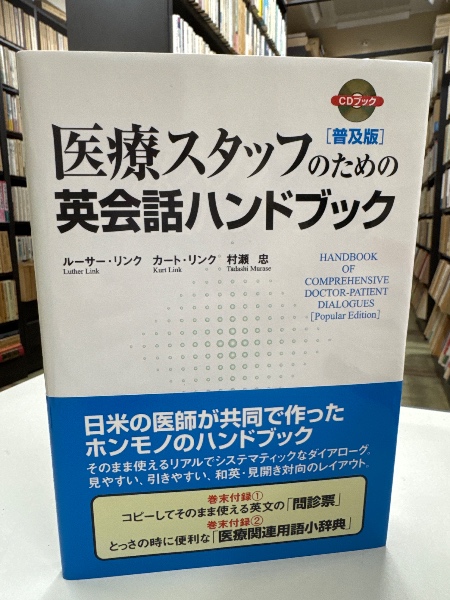 CDブック
[普及版]
医療スタッフのための
英会話ハンドブック
ルーサー・リンク カート・リンク 村瀬 忠
Luther Link Kurt Link Tadashi Murase
HANDBOOK
OF
COMPREHENSIVE
DOCTOR-PATIENT
DIALOGUES
[Popular Edition]
日米の医師が共同で作った
ホンモノのハンドブック
そのまま使えるリアルでシステマティックなダイアローグ。
見やすい、引きやすい、和英・見開き対向のレイアウト。
巻末付録①
コピーしてそのまま使える英文の「問診票」
巻末付録②
とっさの時に便利な「医療関連用語小辞典」